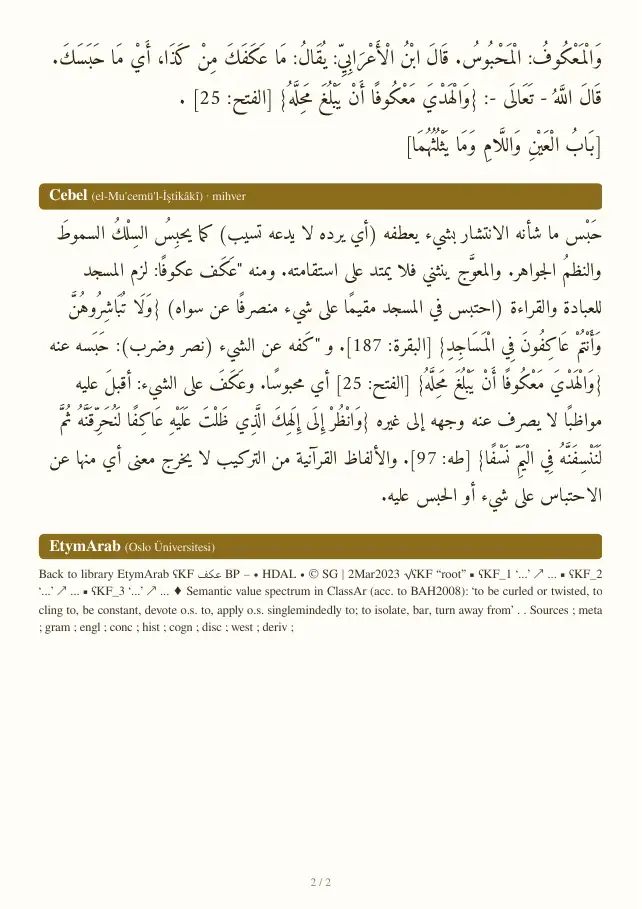 وَالْمَعْكُوفُ: الْمَحْبُوسُ. قَالَ ابْنُ الْأَعْرَابِيِّ: يُقَالُ: مَا عَكَفَكَ مِنْ كَذَا، أَيْ مَا حَبَسَكَ.
قَالَ اللَّهُ - تَعَالَى -: {وَالْهَدْيَ مَعْكُوفًا أَنْ يَبْلُغَ مَحِلَّهُ} [الفتح: 25] .
[بَابُ الْعَيْنِ وَاللَّامِ وَمَا يَثْلُثُهُمَا]
Cebel (el-Mu'cemü'l-İştikâkî) · mihver
حَبْس ما شأنه الانتشار بشيء يعطفه (أي يرده لا يدعه تسيب) كما يحبِسُ السِلْكُ السموطَ
والنظمُ الجواهر. والمعوَّج ينثني فلا يمتد على استقامته. ومنه "عَكَف عكوفًا: لزم المسجد
للعبادة والقراءة (احتبس في المسجد مقيمًا على شيء منصرفًا عن سواه) {وَلَا تُبَاشِرُوهُنَّ
وَأَنْتُمْ عَاكِفُونَ فِي الْمَسَاجِدِ} [البقرة: 187]. و "كَفه عن الشيء (نصر وضرب): حَبَسه عنه
{وَالْهَدْيَ مَعْكُوفًا أَنْ يَبْلُغَ مَحِلَّهُ} [الفتح: 25] أي محبوسًا. وعكَفَ على الشيء: أقبلَ عليه
مواظبًا لا يصرف عنه وجهه إلى غيره {وَانْظُرْ إِلَى إِلَهِكَ الَّذِي ظَلْتَ عَلَيْهِ عَاكِفًا لَنُحَرِّقَنَّهُ ثُمَّ
لَنَنْسِفَنَّهُ فِي الْيَمِّ نَسْفًا} [طه: 97]. والألفاظ القرآنية من التركيب لا يخرج معنى أي منها عن
الاحتباس على شيء أو الحبس عليه.
EtymArab (Oslo Üniversitesi)
Back to library EtymArab ʕKF عكف BP – • HDAL • © SG | 2Mar2023 √ʕKF “root” ▪ ʕKF_1 ‘...’ ↗ ... ▪ ʕKF_2
‘...’ ↗ ... ▪ ʕKF_3 ‘...’ ↗ ... ♦ Semantic value spectrum in ClassAr (acc. to BAH2008): ‘to be curled or twisted, to
cling to, be constant, devote o.s. to, apply o.s. singlemindedly to; to isolate, bar, turn away from’ . . Sources ; meta
; gram ; engl ; conc ; hist ; cogn ; disc ; west ; deriv ;
2 / 2